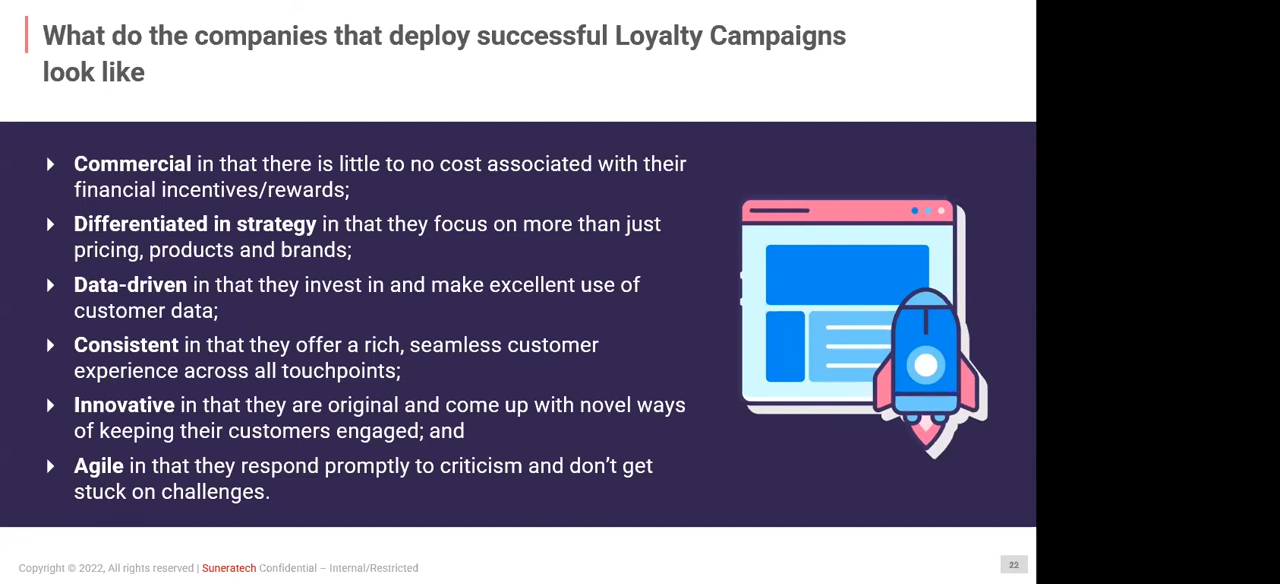 What do the companies that deploy successful Loyalty Campaigns
look like
Commercial in that there is little to no cost associated with their
financial incentives/rewards;
Differentiated in strategy in that they focus on more than just
pricing, products and brands;
Data-driven in that they invest in and make excellent use of
customer data;
Consistent in that they offer a rich, seamless customer
experience across all touchpoints;
Innovative in that they are original and come up with novel ways
of keeping their customers engaged; and
Agile in that they respond promptly to criticism and don’t get
stuck on challenges.
Copyright © 2022, All rights reserved | Suneratech Confidential – Internal/Restricted
22